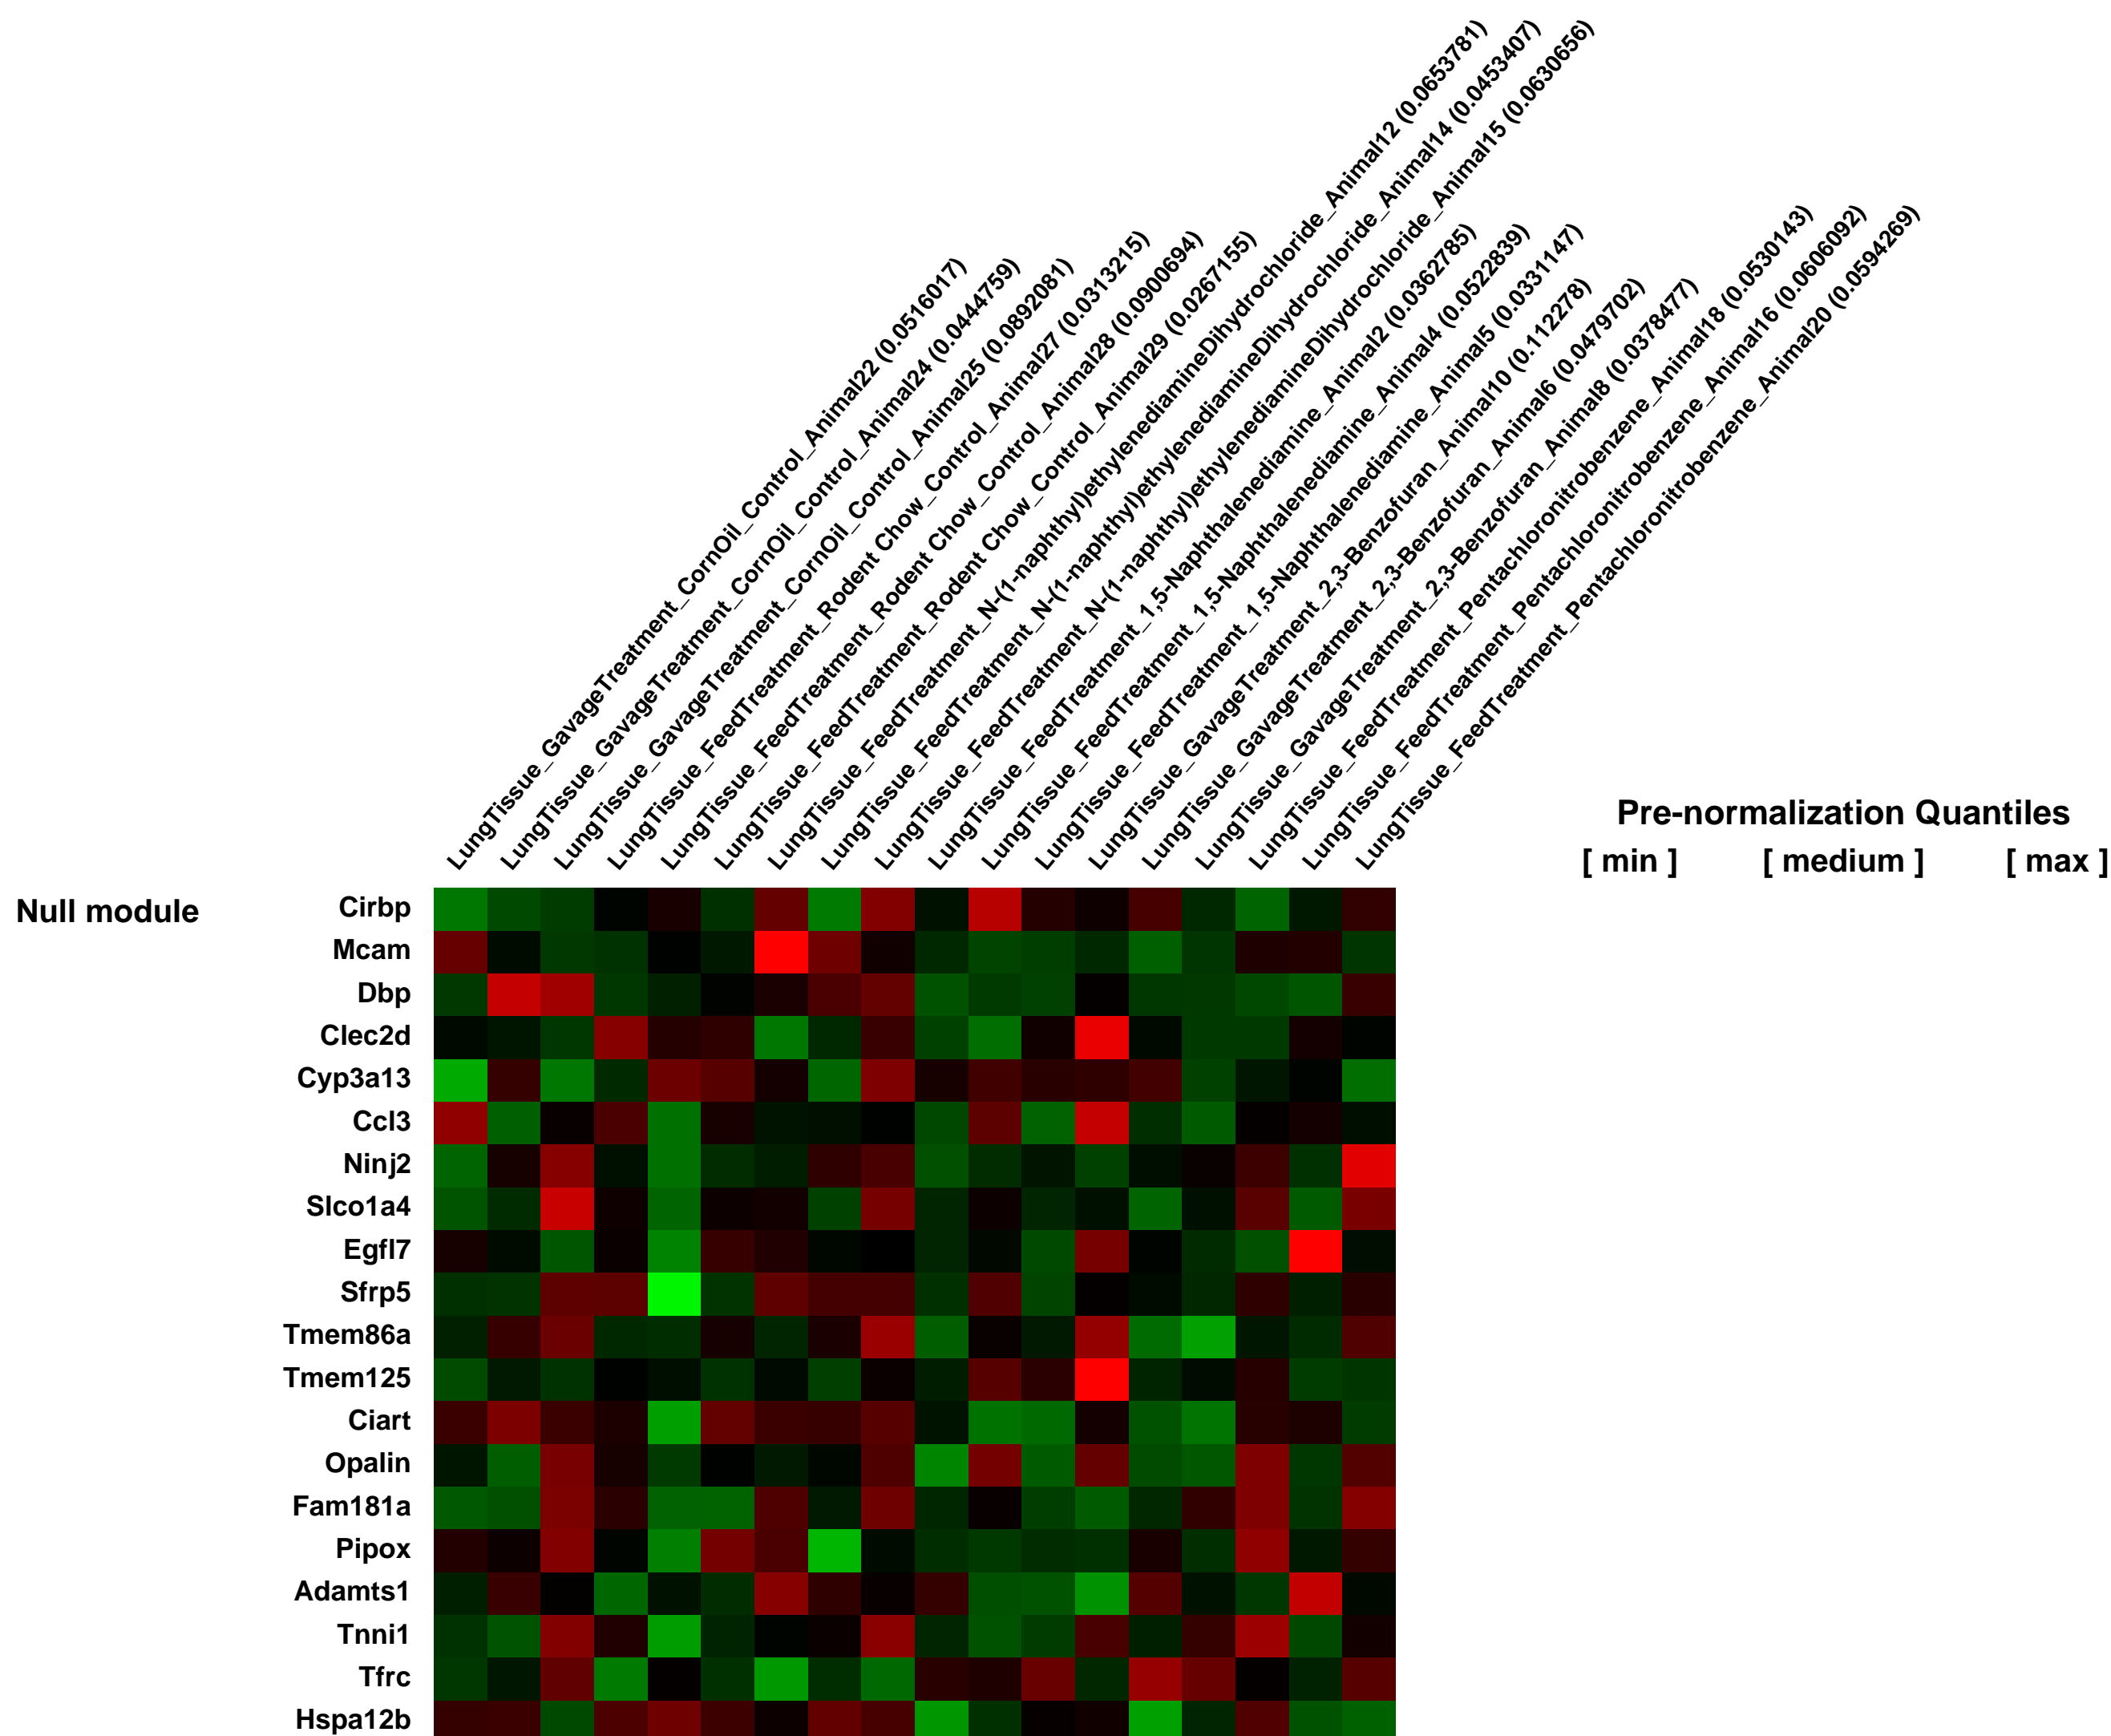 LungTissue_GavageTreatment_CornOil_Control_Animal22 (0.0516017)
LungTissue_GavageTreatment_CornOil_Control_Animal24 (0.0444759)
LungTissue_GavageTreatment_CornOil_Control_Animal25 (0.0892081)
LungTissue_FeedTreatment_Rodent Chow_Control_Animal27 (0.0313215)
LungTissue_FeedTreatment_Rodent Chow_Control_Animal28 (0.0900694)
LungTissue_FeedTreatment_Rodent Chow_Control_Animal29 (0.0267155)
LungTissue_FeedTreatment_N-(1-naphthyl)ethylenediamineDihydrochloride_Animal12 (0.0653781)
LungTissue_FeedTreatment_N-(1-naphthyl)ethylenediamineDihydrochloride_Animal14 (0.0453407)
LungTissue_FeedTreatment_N-(1-naphthyl)ethylenediamineDihydrochloride_Animal15 (0.0630656)
LungTissue_FeedTreatment_1,5-Naphthalenediamine_Animal2 (0.0362785)
LungTissue_FeedTreatment_1,5-Naphthalenediamine_Animal4 (0.0522839)
LungTissue_FeedTreatment_1,5-Naphthalenediamine_Animal5 (0.0331147)
LungTissue_GavageTreatment_2,3-Benzofuran_Animal10 (0.112278)
LungTissue_GavageTreatment_2,3-Benzofuran_Animal6 (0.0479702)
LungTissue_GavageTreatment_2,3-Benzofuran_Animal8 (0.0378477)
LungTissue_FeedTreatment_Pentachloronitrobenzene_Animal18 (0.0530143)
LungTissue_FeedTreatment_Pentachloronitrobenzene_Animal16 (0.0606092)
LungTissue_FeedTreatment_Pentachloronitrobenzene_Animal20 (0.0594269)
Pre-normalization Quantiles
[ min ] [ medium ] [ max ]
Null module
Cirbp
Mcam
Dbp
Clec2d
Cyp3a13
Ccl3
Ninj2
Slco1a4
Egfl7
Sfrp5
Tmem86a
Tmem125
Ciart
Opalin
Fam181a
Pipox
Adamts1
Tnni1
Tfrc
Hspa12b